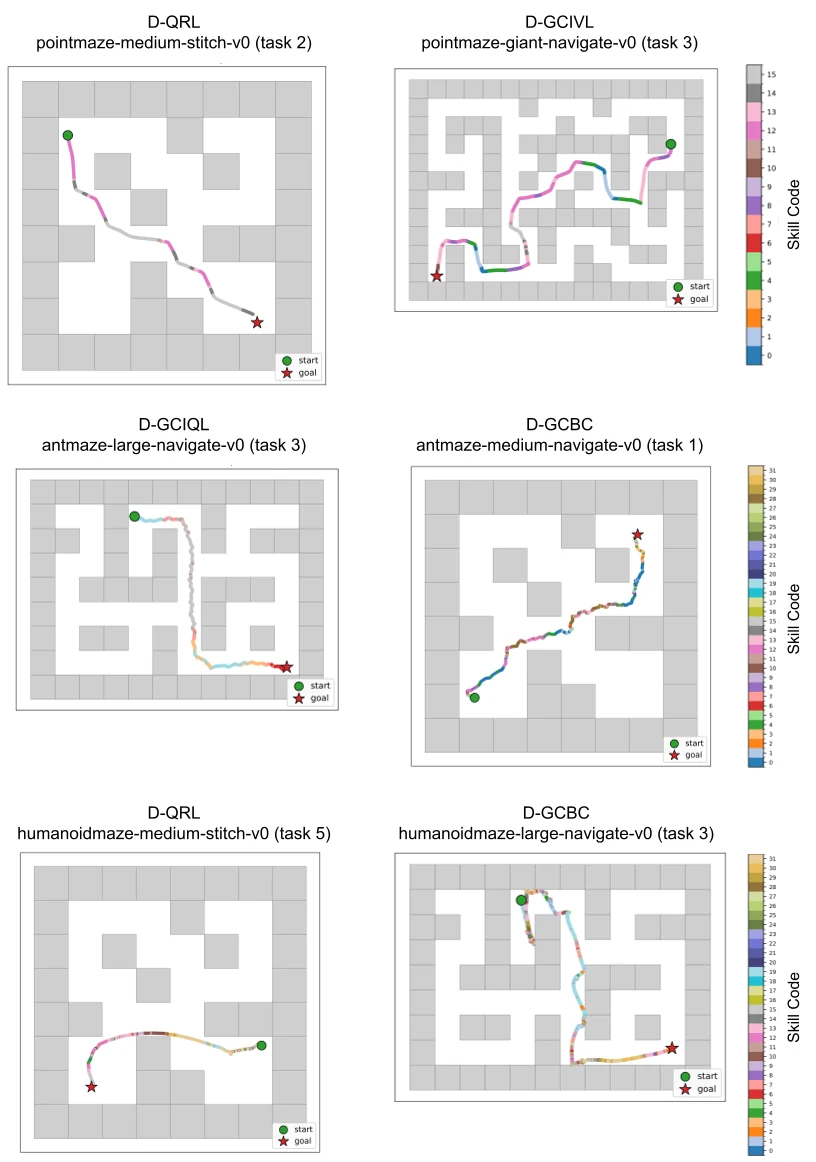 D-QRL
pointmaze-medium-stitch-v0 (task 2)
start
goal
D-GCIVL
pointmaze-giant-navigate-v0 (task 3)
start
goal
15
14
13
12
11
10
9
8
7
6
5
4
3
2
1
0
Skill Code
D-GCIQL
antmaze-large-navigate-v0 (task 3)
start
goal
D-GCBC
antmaze-medium-navigate-v0 (task 1)
start
goal
31
30
29
28
27
26
25
24
23
22
21
20
19
18
17
16
15
14
13
12
11
10
9
8
7
6
5
4
3
2
1
0
Skill Code
D-QRL
humanoidmaze-medium-stitch-v0 (task 5)
start
goal
D-GCBC
humanoidmaze-large-navigate-v0 (task 3)
start
goal
31
30
29
28
27
26
25
24
23
22
21
20
19
18
17
16
15
14
13
12
11
10
9
8
7
6
5
4
3
2
1
0
Skill Code